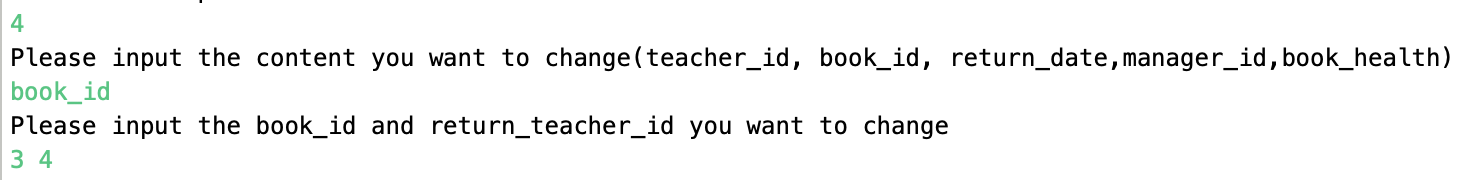 4
Please input the content you want to change(teacher_id, book_id, return_date,manager_id,book_health)
book_id
Please input the book_id and return_teacher_id you want to change
3 4